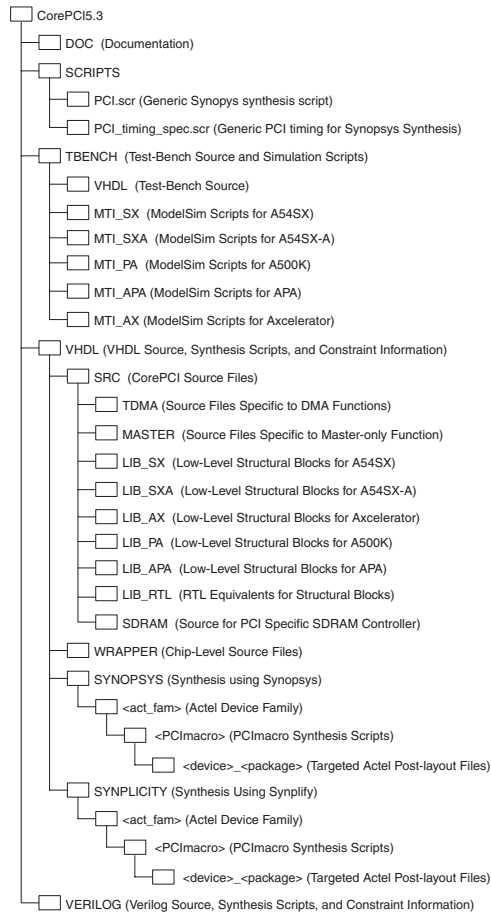 CorePCI5.3
DOC (Documentation)
SCRIPTS
PCI.scr (Generic Synopys synthesis script)
PCI_timing_spec.scr (Generic PCI timing for Synopsys Synthesis)
TBENCH (Test-Bench Source and Simulation Scripts)
VHDL (Test-Bench Source)
MTI_SX (ModelSim Scripts for A54SX)
MTI_SXA (ModelSim Scripts for A54SX-A)
MTI_PA (ModelSim Scripts for A500K)
MTI_APA (ModelSim Scripts for APA)
MTI_AX (ModelSim Scripts for Axcelerator)
VHDL (VHDL Source, Synthesis Scripts, and Constraint Information)
SRC (CorePCI Source Files)
TDMA (Source Files Specific to DMA Functions)
MASTER (Source Files Specific to Master-only Function)
LIB_SX (Low-Level Structural Blocks for A54SX)
LIB_SXA (Low-Level Structural Blocks for A54SX-A)
LIB_AX (Low-Level Structural Blocks for Axcelerator)
LIB_PA (Low-Level Structural Blocks for A500K)
LIB_APA (Low-Level Structural Blocks for APA)
LIB_RTL (RTL Equivalents for Structural Blocks)
SDRAM (Source for PCI Specific SDRAM Controller)
WRAPPER (Chip-Level Source Files)
SYNOPSYS (Synthesis using Synopsys)
<act_fam> (Actel Device Family)
<PCImacro> (PCImacro Synthesis Scripts)
<device>_<package> (Targeted Actel Post-layout Files)
SYNPLICITY (Synthesis Using Synplify)
<act_fam> (Actel Device Family)
<PCImacro> (PCImacro Synthesis Scripts)
<device>_<package> (Targeted Actel Post-layout Files)
VERILOG (Verilog Source, Synthesis Scripts, and Constraint Information)